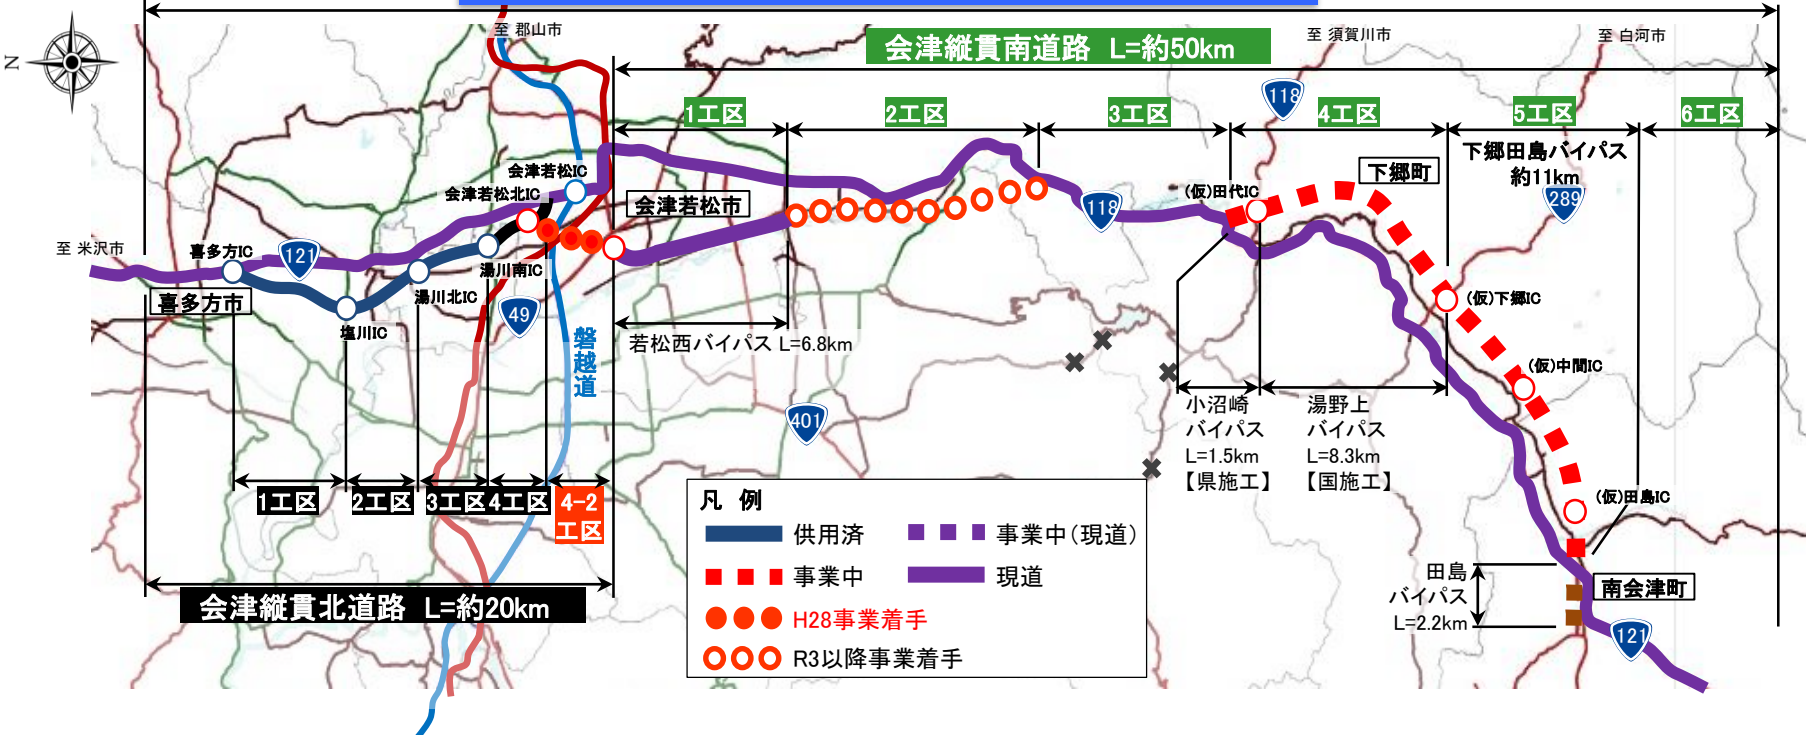 N
至 郡山市
会津縦貫南道路 L=約50km
至 須賀川市
至 白河市
118
1工区
2工区
3工区
4工区
5工区
6工区
下郷田島バイパス
約11km
下郷町
289
会津若松IC
会津若松北IC
会津若松市
(仮)田代IC
118
至 米沢市
喜多方IC
121
湯川南IC
喜多方市
湯川北IC
(仮)下郷IC
49
塩川IC
磐越道
若松西バイパス L=6.8km
(仮)中間IC
401
小沼崎
バイパス
L=1.5km
【県施工】
湯野上
バイパス
L=8.3km
【国施工】
1工区
2工区
3工区
4工区
4-2
工区
(仮)田島IC
凡 例
供用済
事業中(現道)
事業中
現道
H28事業着手
R3以降事業着手
会津縦貫北道路 L=約20km
田島
バイパス
L=2.2km
南会津町
121